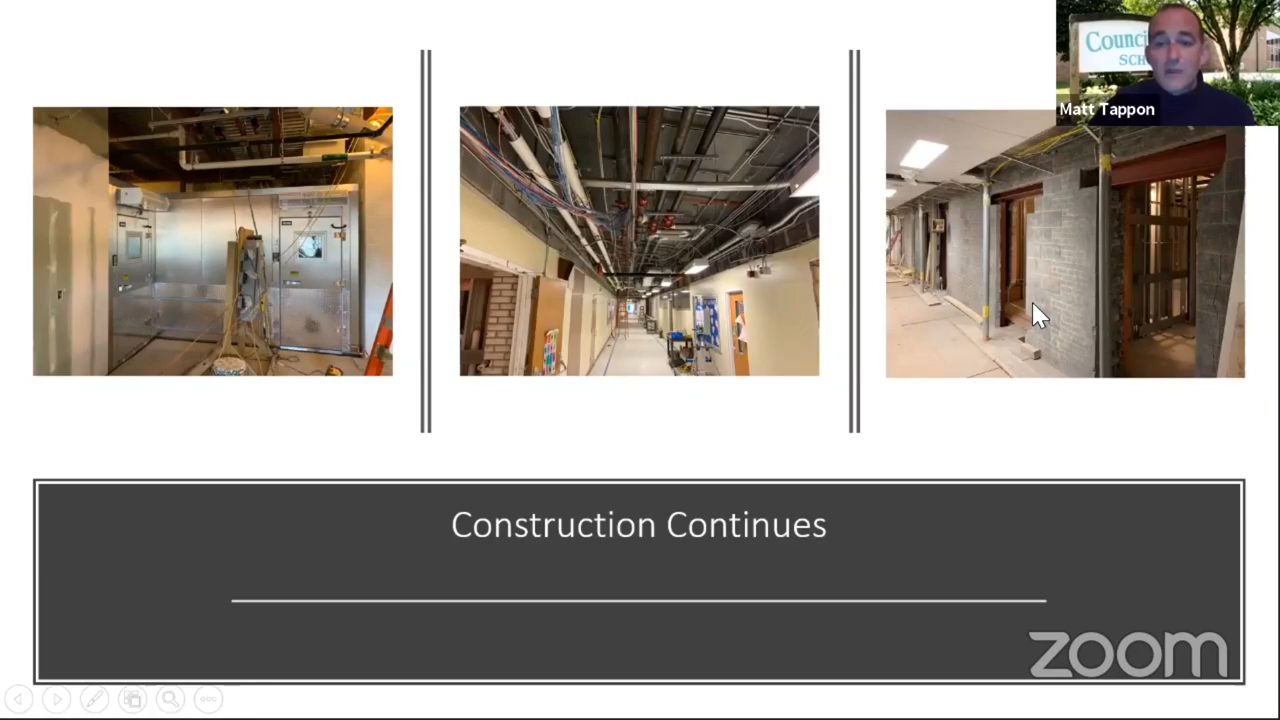 Counci
SCH
Matt Tappon
Construction Continues
zoom